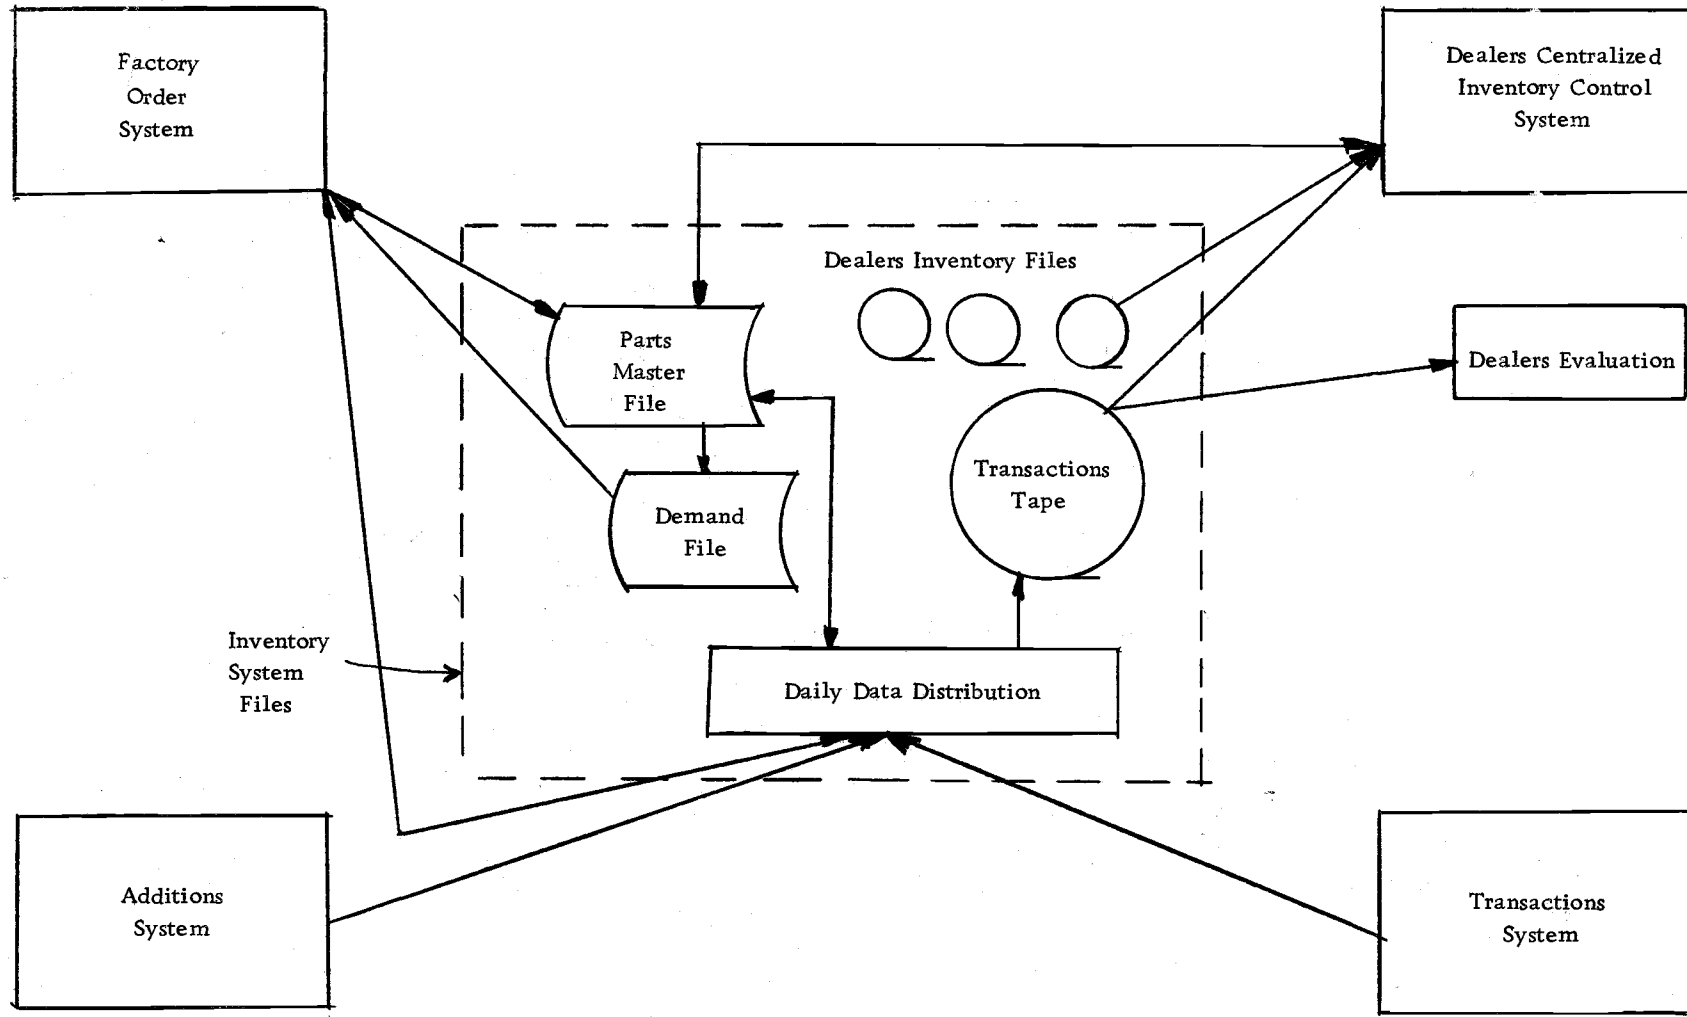 Factory
Order
System
Dealers Centralized
Inventory Control
System
Dealers Inventory Files
Parts
Master
File
Dealers Evaluation
Transactions
Tape
Demand
File
Inventory
System
Files
Daily Data Distribution
Additions
System
Transactions
System